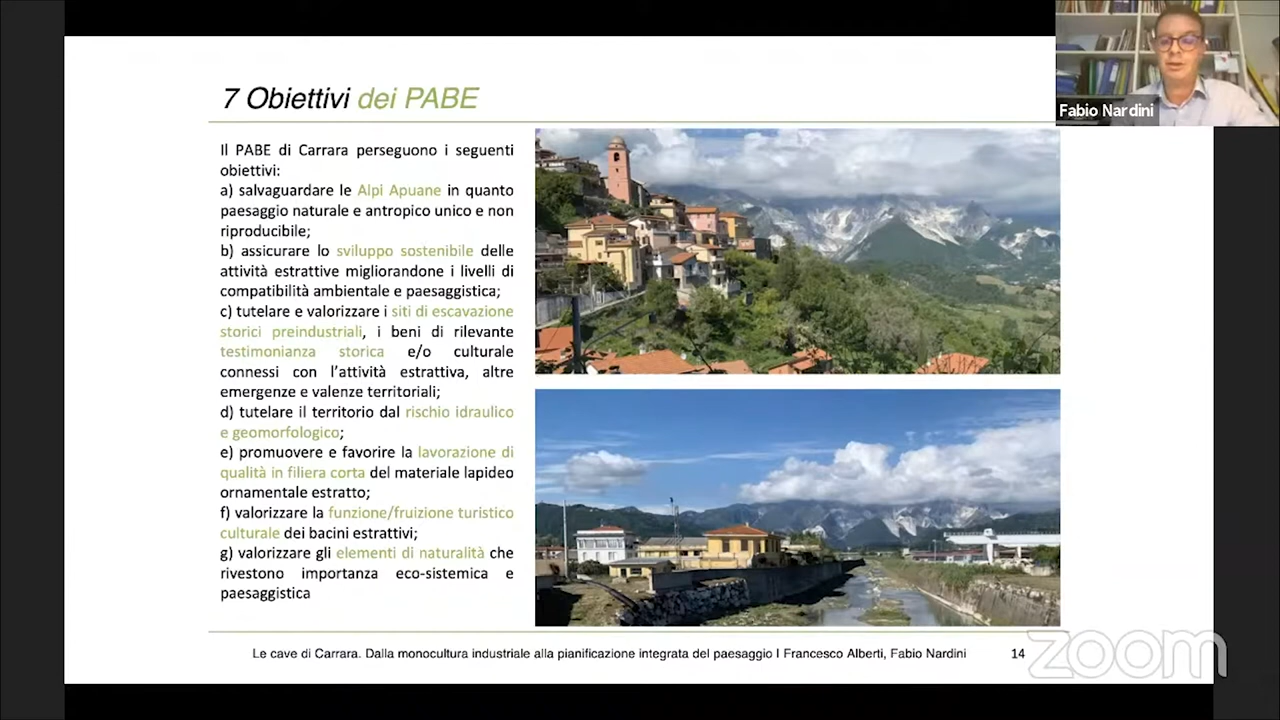 Fabio Nardini
7 Obiettivi dei PABE
Il PABE di Carrara perseguono i seguenti
obiettivi:
a) salvaguardare le Alpi Apuane in quanto
paesaggio naturale e antropico unico e non
riproducibile;
b) assicurare lo sviluppo sostenibile delle
attività estrattive migliorandone i livelli di
compatibilità ambientale e paesaggistica;
c) tutelare e valorizzare i siti di escavazione
storici preindustriali, i beni di rilevante
testimonianza storica e/o culturale
connessi con l'attività estrattiva, altre
emergenze e valenze territoriali;
d) tutelare il territorio dal rischio idraulico
e geomorfologico;
e) promuovere e favorire la lavorazione di
qualità in filiera corta del materiale lapideo
ornamentale estratto;
f) valorizzare la funzione/fruizione turistico
culturale dei bacini estrattivi;
g) valorizzare gli elementi di naturalità che
rivestono importanza eco-sistemica e
paesaggistica
Le cave di Carrara. Dalla monocultura industriale alla pianificazione integrata del paesaggio I Francesco Alberti, Fabio Nardini 14
zoom